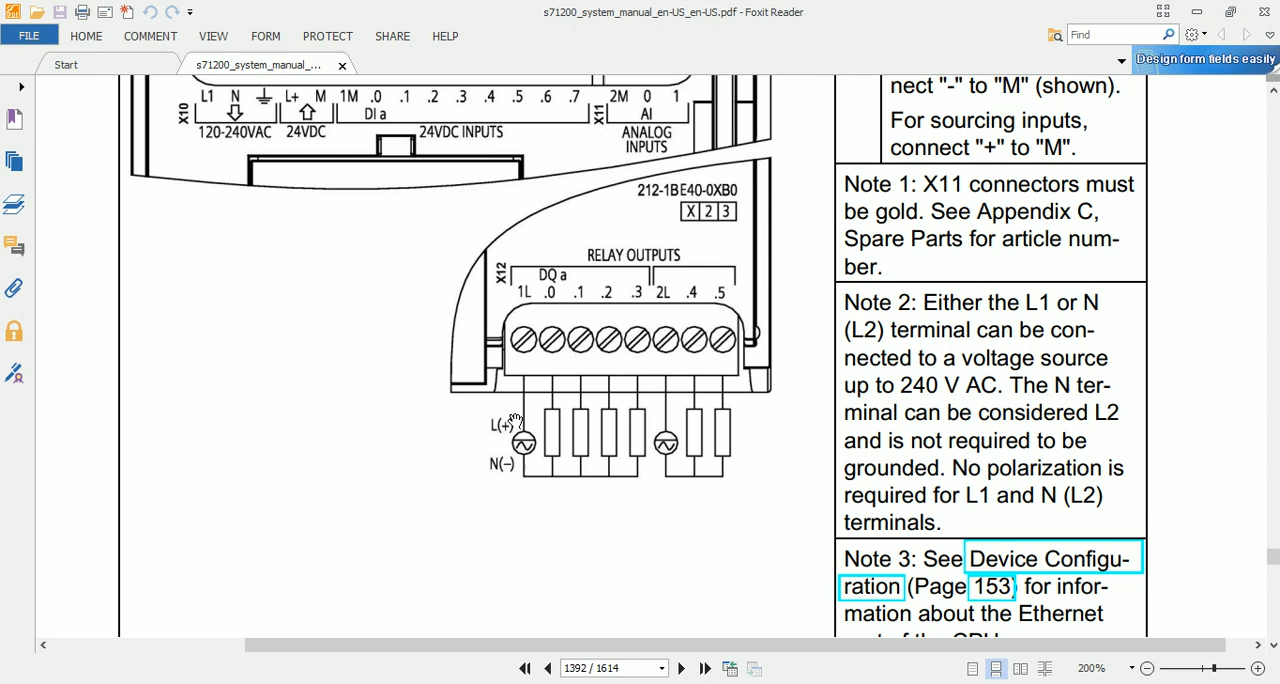 s71200_system_manual_en-US_en-US.pdf - Foxit Reader
FILE HOME COMMENT VIEW FORM PROTECT SHARE HELP
Find
Start
s71200_system_manual_...
Design form fields easily
X10
L1 N L+ M 1M .0 .1 .2 .3 .4 .5 .6 .7
X11
2M 0 1
DI a
AI
120-240VAC 24VDC 24VDC INPUTS
ANALOG
INPUTS
212-1BE40-0XB0
X 2 3
RELAY OUTPUTS
X12
DQ a
1L .0 .1 .2 .3 2L .4 .5
L(+)
N(−)
nect "-" to "M" (shown).
For sourcing inputs,
connect "+" to "M".
Note 1: X11 connectors must
be gold. See Appendix C,
Spare Parts for article num-
ber.
Note 2: Either the L1 or N
(L2) terminal can be con-
nected to a voltage source
up to 240 V AC. The N ter-
minal can be considered L2
and is not required to be
grounded. No polarization is
required for L1 and N (L2)
terminals.
Note 3: See Device Configu-
ration (Page 153) for infor-
mation about the Ethernet
1392 / 1614
200%